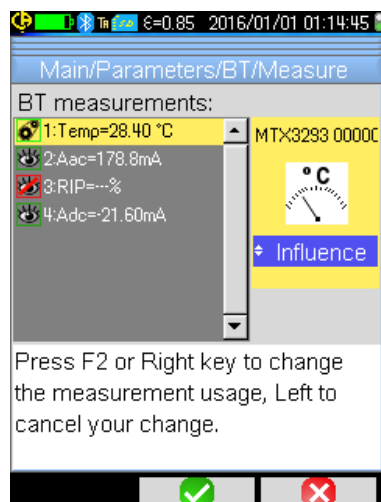 Ta ε=0.85 2016/01/01 01:14:45
Main/Parameters/BT/Measure
BT measurements:
1:Temp=28.40 °C
2:Aac=178.8mA
3:RIP=---%
4:Adc=-21.60mA
MTX3293 0000C
°C
Influence
Press F2 or Right key to change
the measurement usage, Left to
cancel your change.